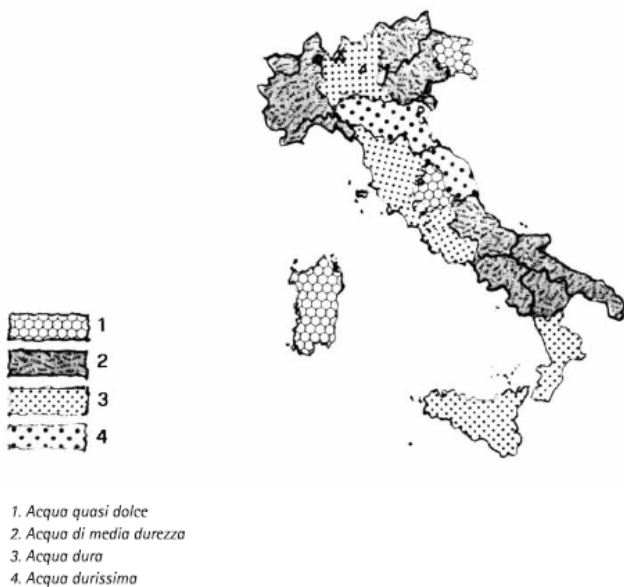 1
2
3
4
1. Acqua quasi dolce
2. Acqua di media durezza
3. Acqua dura
4. Acqua durissima